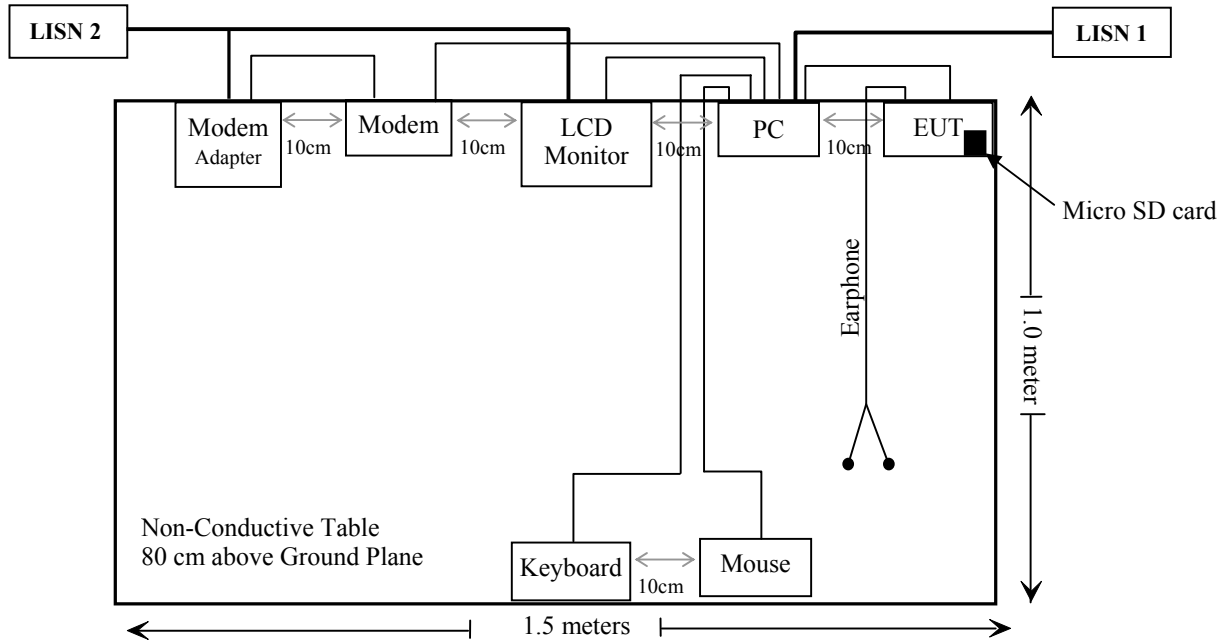 LISN 2
LISN 1
Modem
Adapter
10cm
Modem
10cm
LCD
Monitor
10cm
PC
10cm
EUT
Micro SD card
Earphone
1.0 meter
Non-Conductive Table
80 cm above Ground Plane
Keyboard
10cm
Mouse
1.5 meters